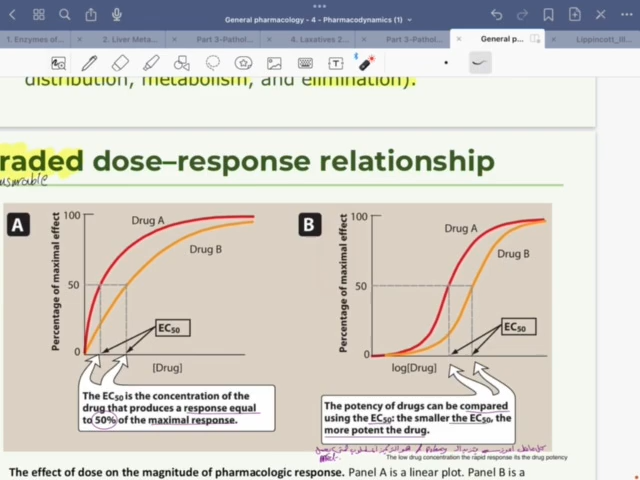 General pharmacology - 4 - Pharmacodynamics (1)
1. Enzymes of...
2. Liver Meta...
Part 3-Pathol...
4. Laxatives 2...
Part 3-Pathol...
General p...
Lippincott_Ill...
distribution, metabolism, and elimination).
raded dose–response relationship
A
Percentage of maximal effect
100
50
0
Drug A
Drug B
EC50
[Drug]
The EC50 is the concentration of the
drug that produces a response equal
to 50% of the maximal response.
B
Percentage of maximal effect
100
50
0
Drug A
Drug B
EC50
log[Drug]
The potency of drugs can be compared
using the EC50: the smaller the EC50, the
more potent the drug.
The low drug concentration the rapid response its the drug potency
The effect of dose on the magnitude of pharmacologic response. Panel A is a linear plot. Panel B is a